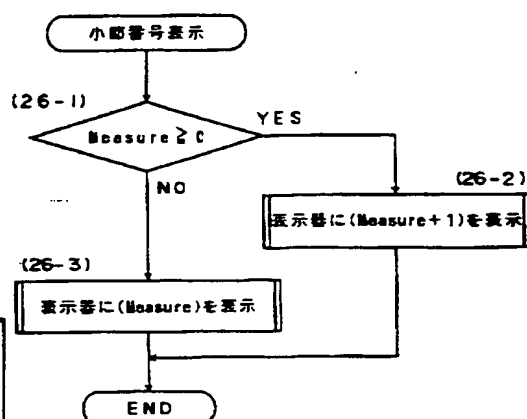 小節番号表示
(26-1)
Measure ≧ 0
YES
NO
(26-2)
表示器に(Measure+1)を表示
(26-3)
表示器に(Measure)を表示
END